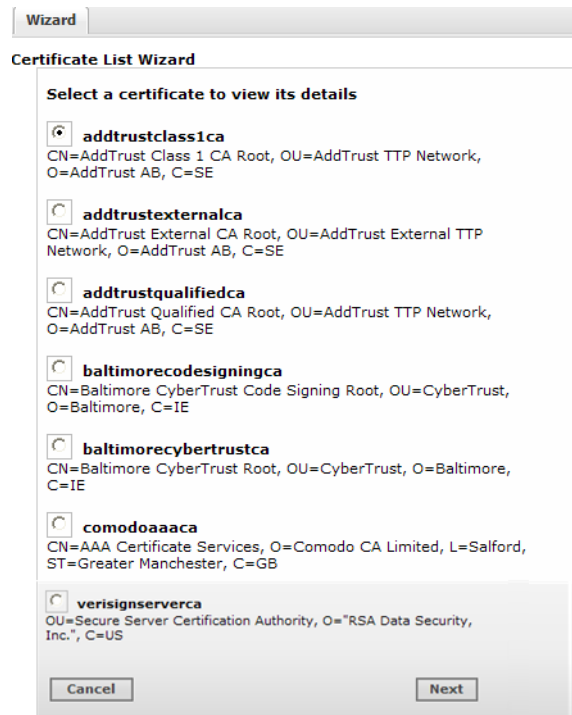 Wizard
Certificate List Wizard
Select a certificate to view its details
addtrustclass1ca
CN=AddTrust Class 1 CA Root, OU=AddTrust TTP Network,
O=AddTrust AB, C=SE
addtrustexternalca
CN=AddTrust External CA Root, OU=AddTrust External TTP
Network, O=AddTrust AB, C=SE
addtrustqualifiedca
CN=AddTrust Qualified CA Root, OU=AddTrust TTP Network,
O=AddTrust AB, C=SE
baltimorecodesigningca
CN=Baltimore CyberTrust Code Signing Root, OU=CyberTrust,
O=Baltimore, C=IE
baltimorecybertrustca
CN=Baltimore CyberTrust Root, OU=CyberTrust, O=Baltimore,
C=IE
comodoaaaca
CN=AAA Certificate Services, O=Comodo CA Limited, L=Salford,
ST=Greater Manchester, C=GB
verisignserverca
OU=Secure Server Certification Authority, O="RSA Data Security,
Inc.", C=US
Cancel Next